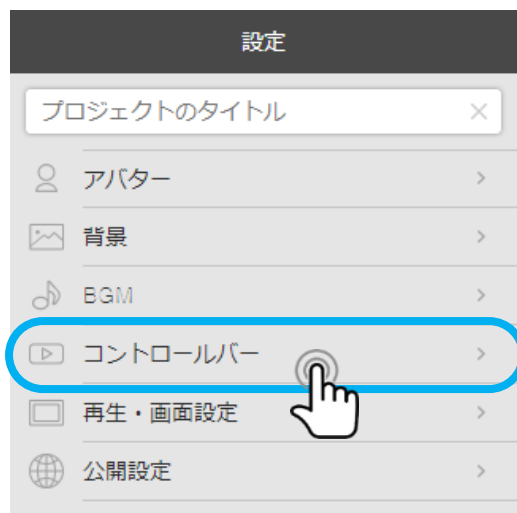 設定
プロジェクトのタイトル
アバター
背景
BGM
コントロールバー
再生・画面設定
公開設定